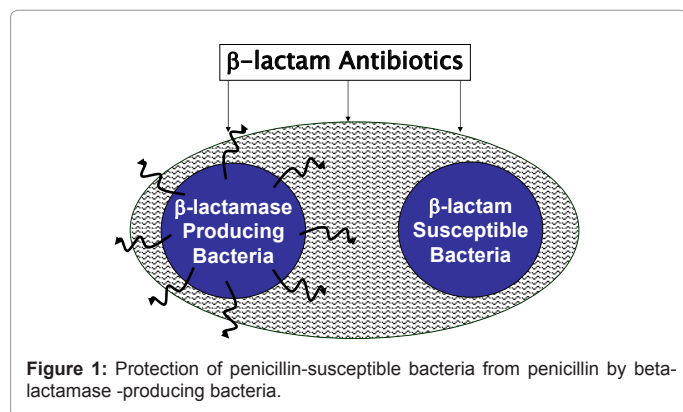 β–lactam Antibiotics
β-lactamase
Producing
Bacteria
β-lactam
Susceptible
Bacteria
Figure 1: Protection of penicillin-susceptible bacteria from penicillin by beta-
lactamase -producing bacteria.